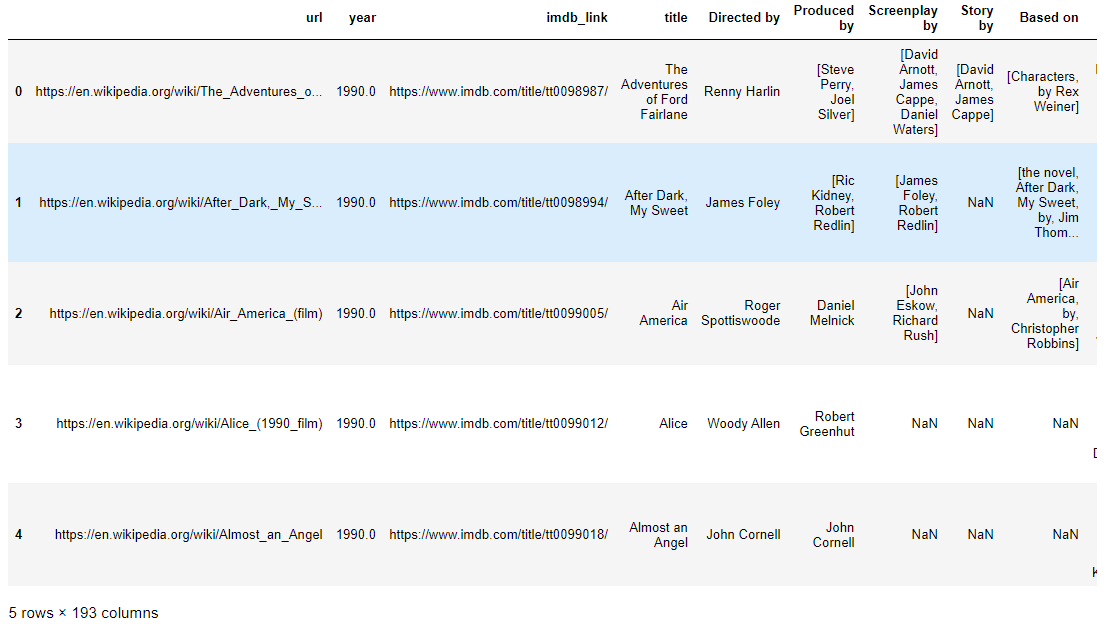 url year imdb_link title Directed by Produced by Screenplay by Story by Based on
0 https://en.wikipedia.org/wiki/The_Adventures_o... 1990.0 https://www.imdb.com/title/tt0098987/ The Adventures of Ford Fairlane Renny Harlin [Steve Perry, Joel Silver] [David Arnott, James Cappe, Daniel Waters] [David Arnott, James Cappe] [Characters, by Rex Weiner]
1 https://en.wikipedia.org/wiki/After_Dark,_My_S... 1990.0 https://www.imdb.com/title/tt0098994/ After Dark, My Sweet James Foley [Ric Kidney, Robert Redlin] [James Foley, Robert Redlin] NaN [the novel, After Dark, My Sweet, by, Jim Thom...
2 https://en.wikipedia.org/wiki/Air_America_(film) 1990.0 https://www.imdb.com/title/tt0099005/ Air America Roger Spottiswoode Daniel Melnick [John Eskow, Richard Rush] NaN [Air America, by, Christopher Robbins]
3 https://en.wikipedia.org/wiki/Alice_(1990_film) 1990.0 https://www.imdb.com/title/tt0099012/ Alice Woody Allen Robert Greenhut NaN NaN NaN
4 https://en.wikipedia.org/wiki/Almost_an_Angel 1990.0 https://www.imdb.com/title/tt0099018/ Almost an Angel John Cornell John Cornell NaN NaN NaN
5 rows × 193 columns